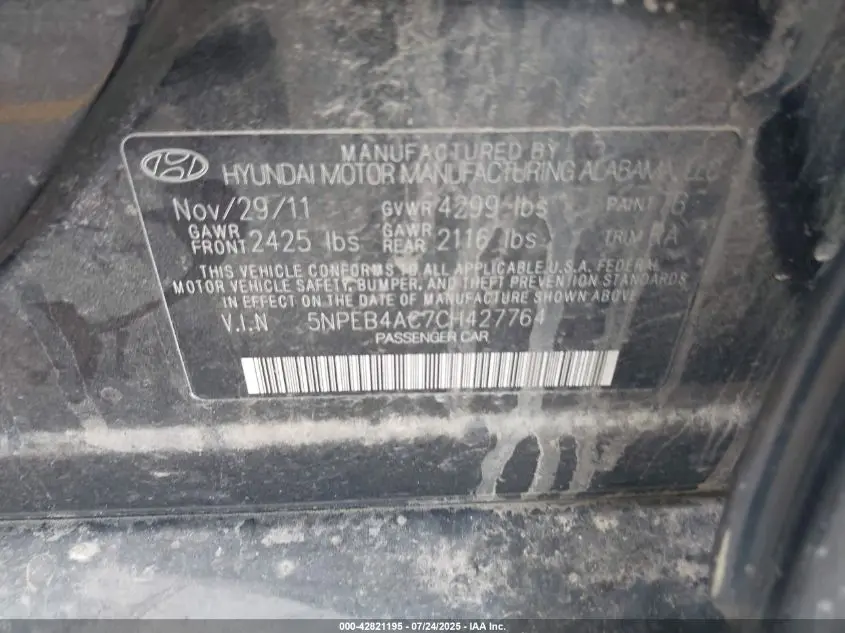 MANUFACTURED BY
HYUNDAI MOTOR MANUFACTURING ALABAMA, LLC
Nov/29/11 GVWR 4299 lbs PAINT
GAWR FRONT 2425 lbs GAWR REAR 2116 lbs TRIM
THIS VEHICLE CONFORMS TO ALL APPLICABLE U.S.A. FEDERAL
MOTOR VEHICLE SAFETY, BUMPER, AND THEFT PREVENTION STANDARDS
IN EFFECT ON THE DATE OF MANUFACTURE SHOWN ABOVE.
V.I.N 5NPEB4AC7CH427764
PASSENGER CAR
000-42821195 - 07/24/2025 - IAA Inc.